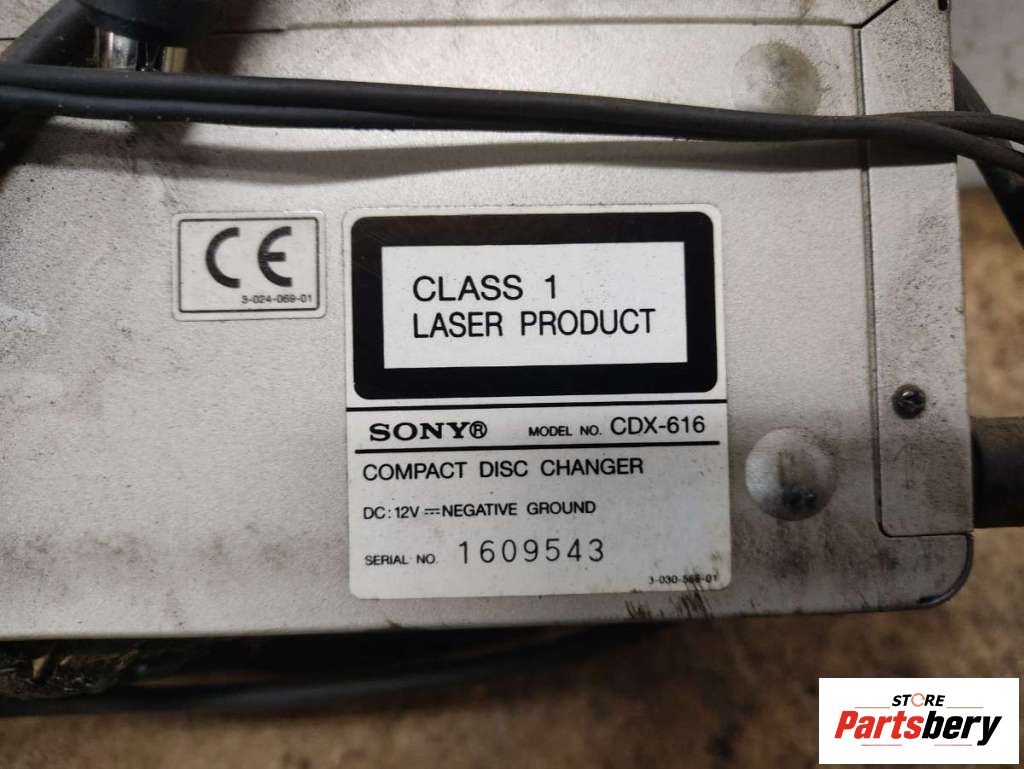 CE
3-024-069-01
CLASS 1
LASER PRODUCT
SONY® MODEL NO. CDX-616
COMPACT DISC CHANGER
DC:12V⎓NEGATIVE GROUND
SERIAL NO. 1609543
STORE
Partsbery